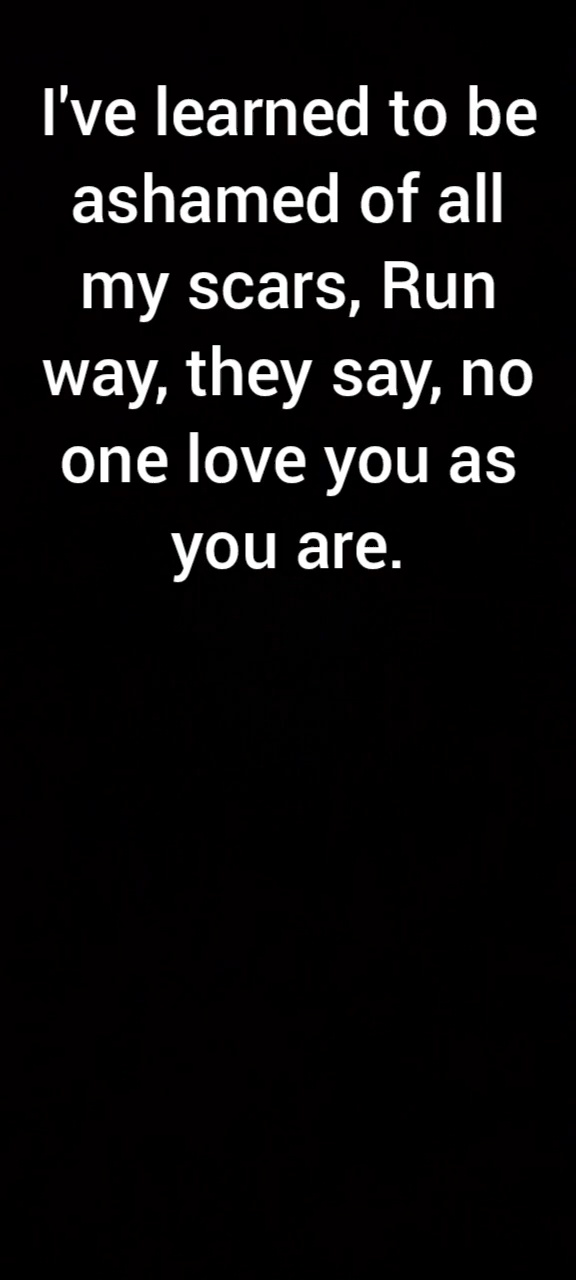 I've learned to be
ashamed of all
my scars, Run
way, they say, no
one love you as
you are.